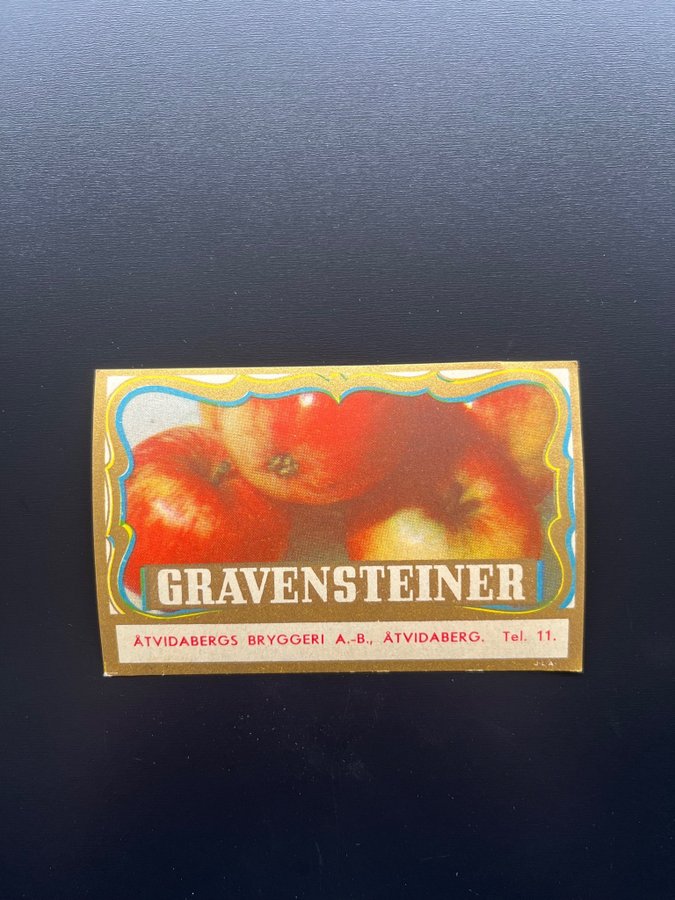 GRAVENSTEINER
ÅTVIDABERGS BRYGGERI A.-B., ÅTVIDABERG. Tel. 11.
J.L.A.